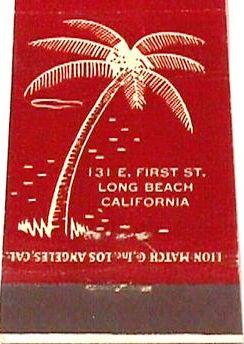 131 E. FIRST ST.
LONG BEACH
CALIFORNIA
LION MATCH Co, Inc. LOS ANGELES, CAL.